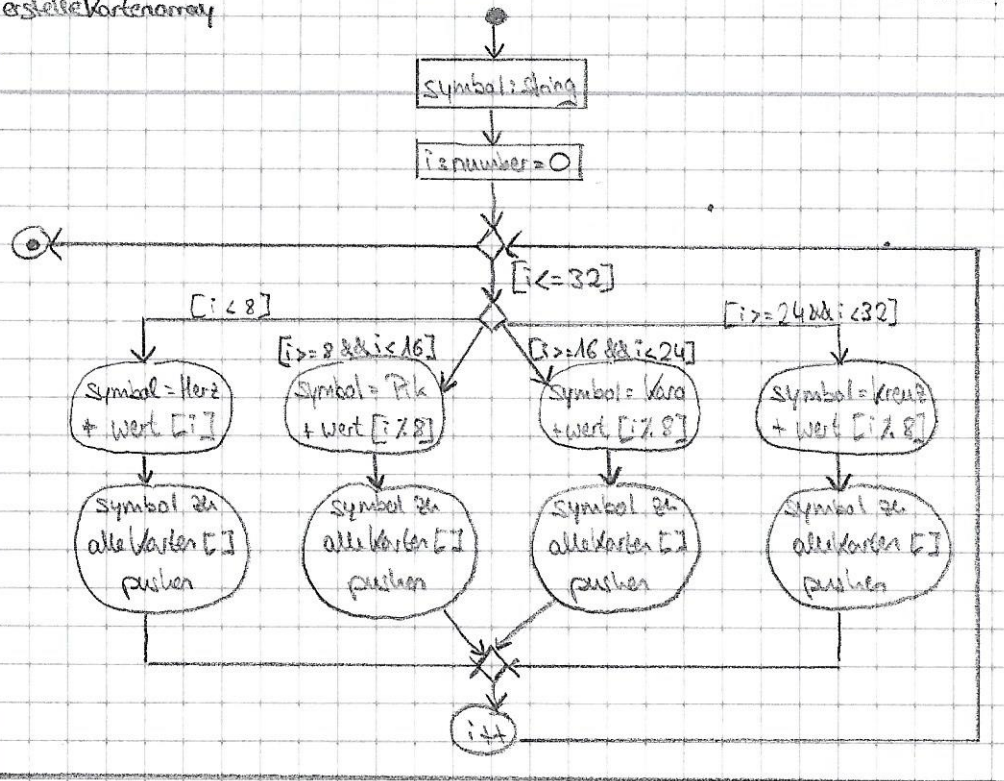 erstelleKartenarray
symbol: string
i: number = 0
[i <= 32]
[i < 8]
[i >= 24 && i < 32]
[i >= 8 && i < 16]
[i >= 16 && i < 24]
symbol = Herz
+ wert [i]
symbol = Pik
+ wert [i % 8]
symbol = Karo
+ wert [i % 8]
symbol = Kreuz
+ wert [i % 8]
symbol zu
alleKarten []
pushen
symbol zu
alleKarten []
pushen
symbol zu
alleKarten []
pushen
symbol zu
alleKarten []
pushen
i++